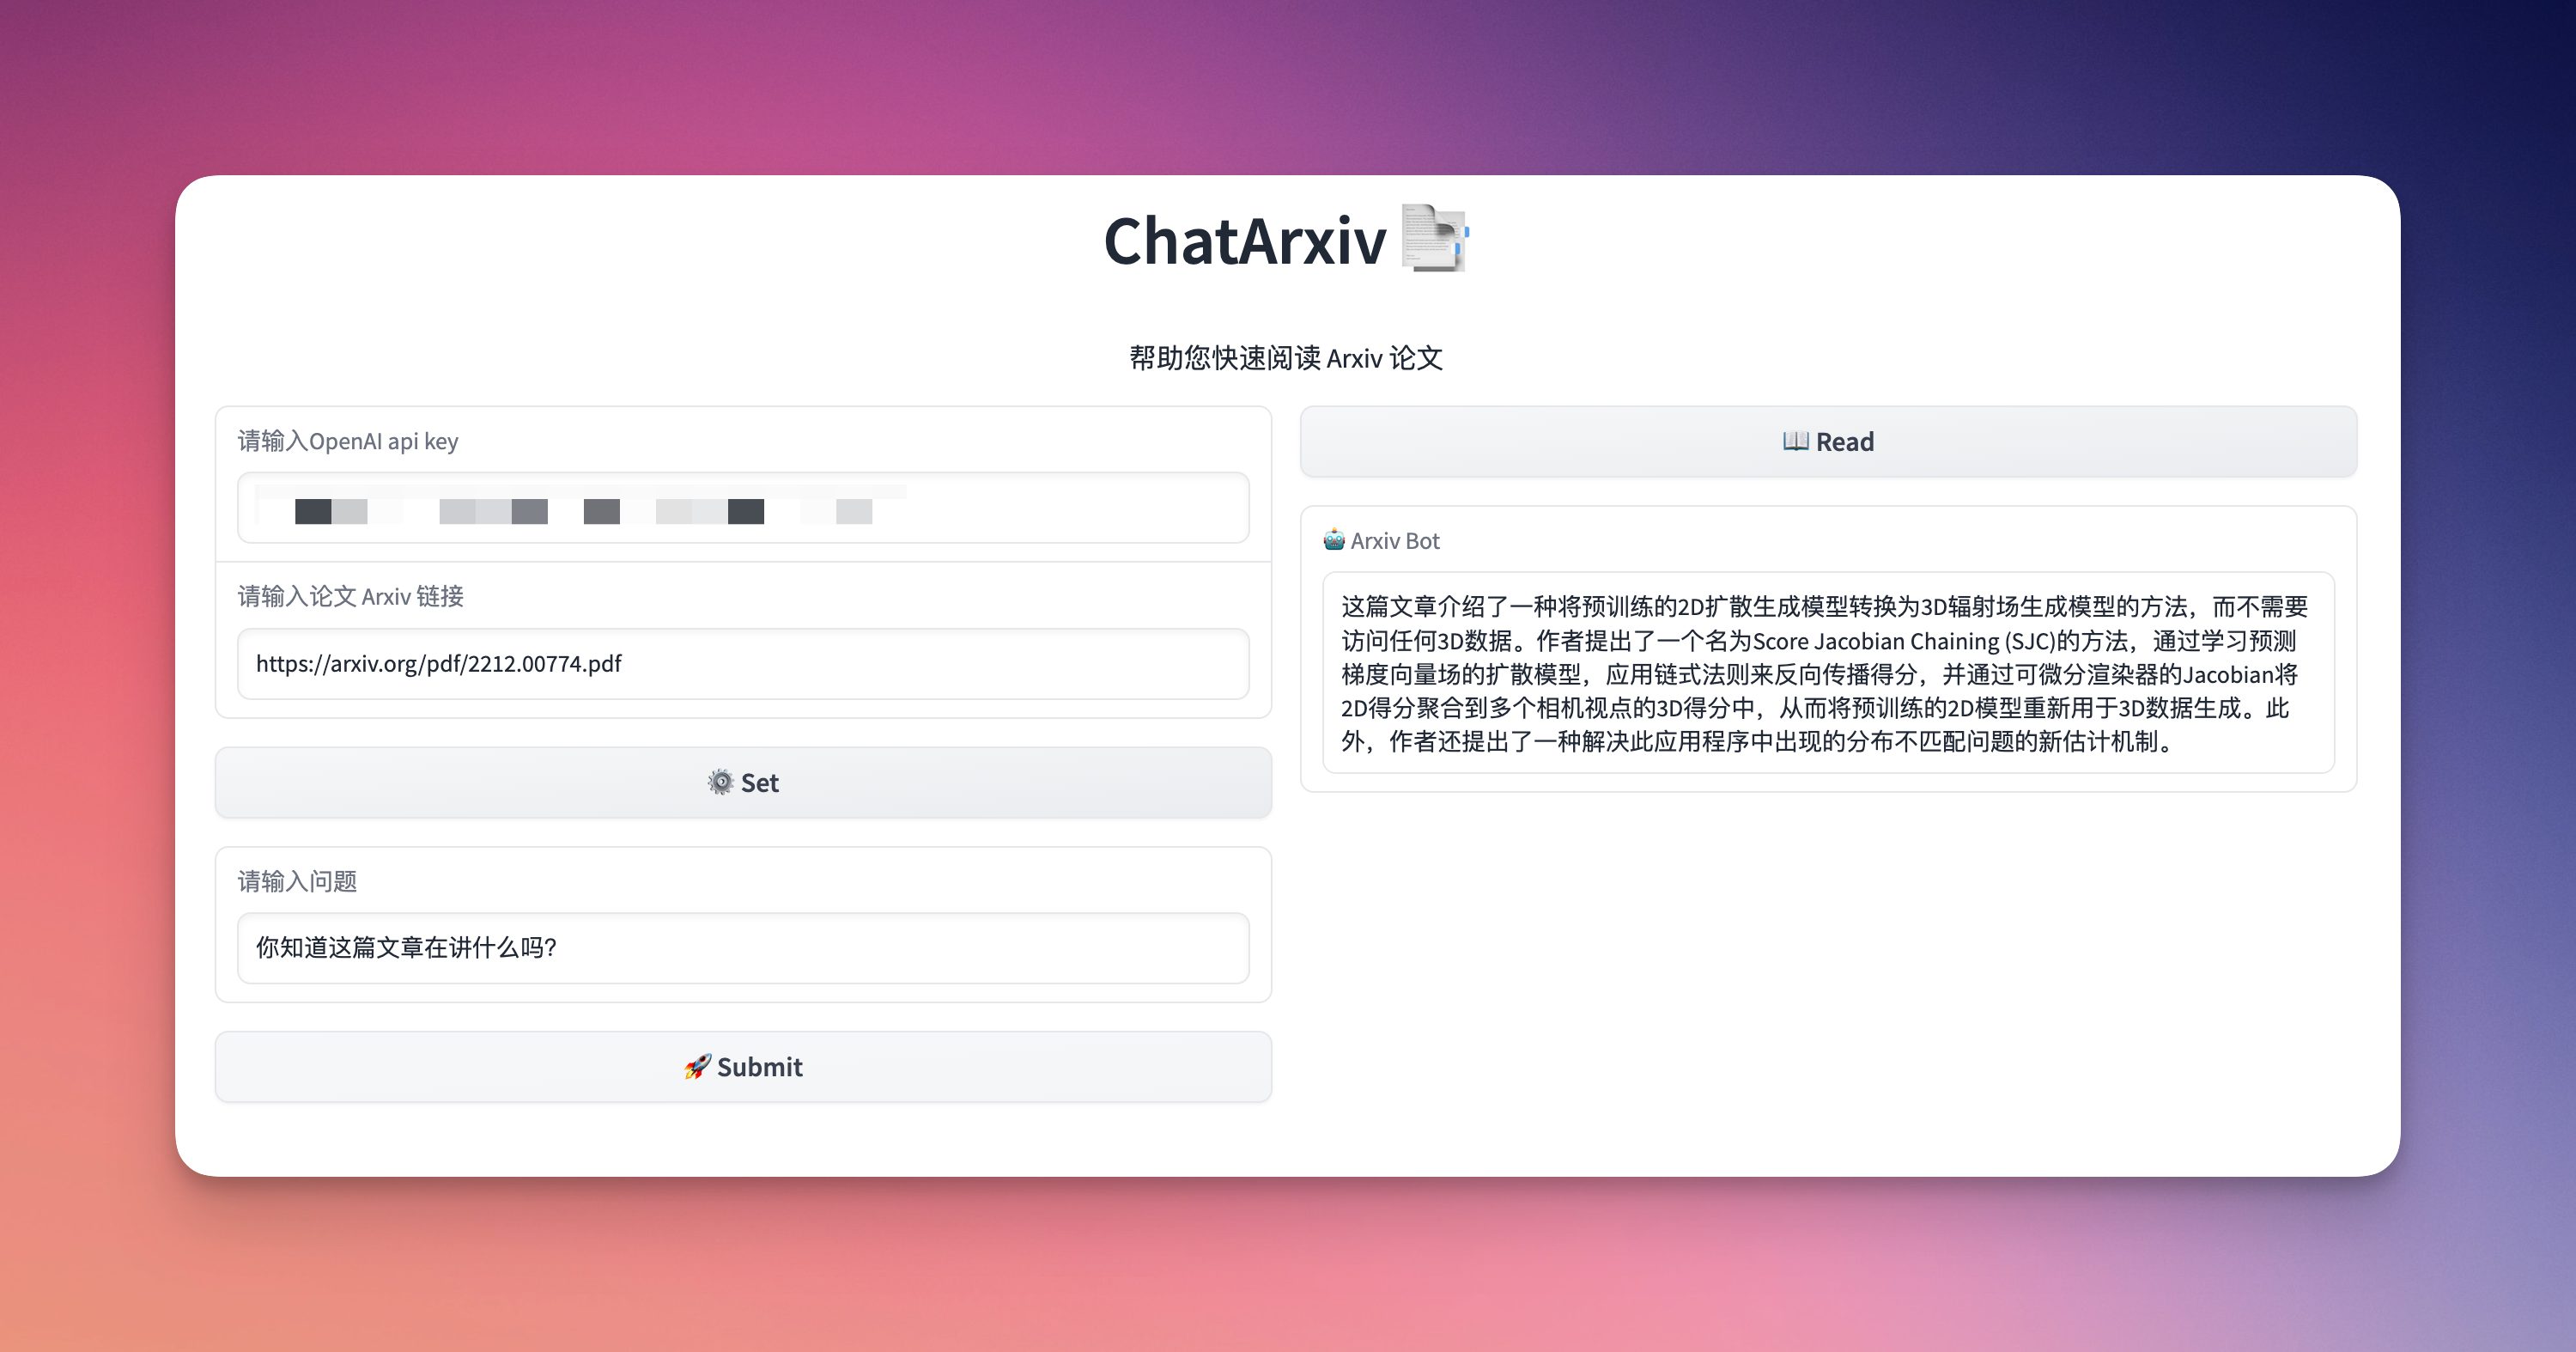 ChatArxiv
帮助您快速阅读 Arxiv 论文
请输入OpenAI api key
请输入论文 Arxiv 链接
https://arxiv.org/pdf/2212.00774.pdf
Set
请输入问题
你知道这篇文章在讲什么吗?
Submit
Read
Arxiv Bot
这篇文章介绍了一种将预训练的2D扩散生成模型转换为3D辐射场生成模型的方法，而不需要
访问任何3D数据。作者提出了一个名为Score Jacobian Chaining (SJC)的方法，通过学习预测
梯度向量场的扩散模型，应用链式法则来反向传播得分，并通过可微分渲染器的Jacobian将
2D得分聚合到多个相机视点的3D得分中，从而将预训练的2D模型重新用于3D数据生成。此
外，作者还提出了一种解决此应用程序中出现的分布不匹配问题的新估计机制。